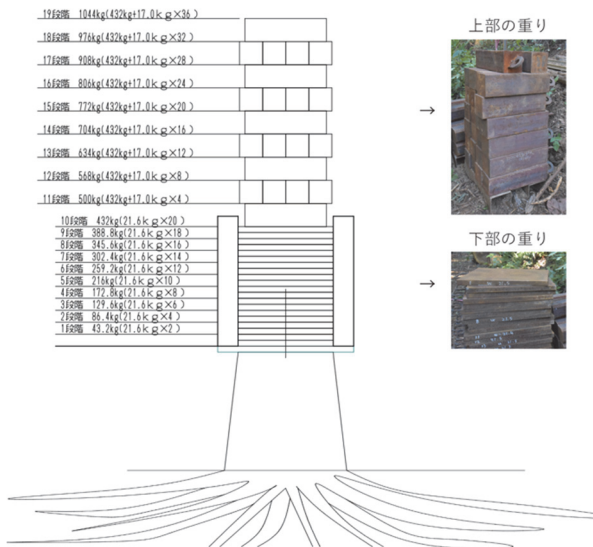 19段階 1044kg(432kg+17.0kg×36)
18段階 976kg(432kg+17.0kg×32)
17段階 908kg(432kg+17.0kg×28)
16段階 806kg(432kg+17.0kg×24)
15段階 772kg(432kg+17.0kg×20)
14段階 704kg(432kg+17.0kg×16)
13段階 634kg(432kg+17.0kg×12)
12段階 568kg(432kg+17.0kg×8)
11段階 500kg(432kg+17.0kg×4)
10段階 432kg(21.6kg×20)
9段階 388.8kg(21.6kg×18)
8段階 345.6kg(21.6kg×16)
7段階 302.4kg(21.6kg×14)
6段階 259.2kg(21.6kg×12)
5段階 216kg(21.6kg×10)
4段階 172.8kg(21.6kg×8)
3段階 129.6kg(21.6kg×6)
2段階 86.4kg(21.6kg×4)
1段階 43.2kg(21.6kg×2)
上部の重り
→
下部の重り
→